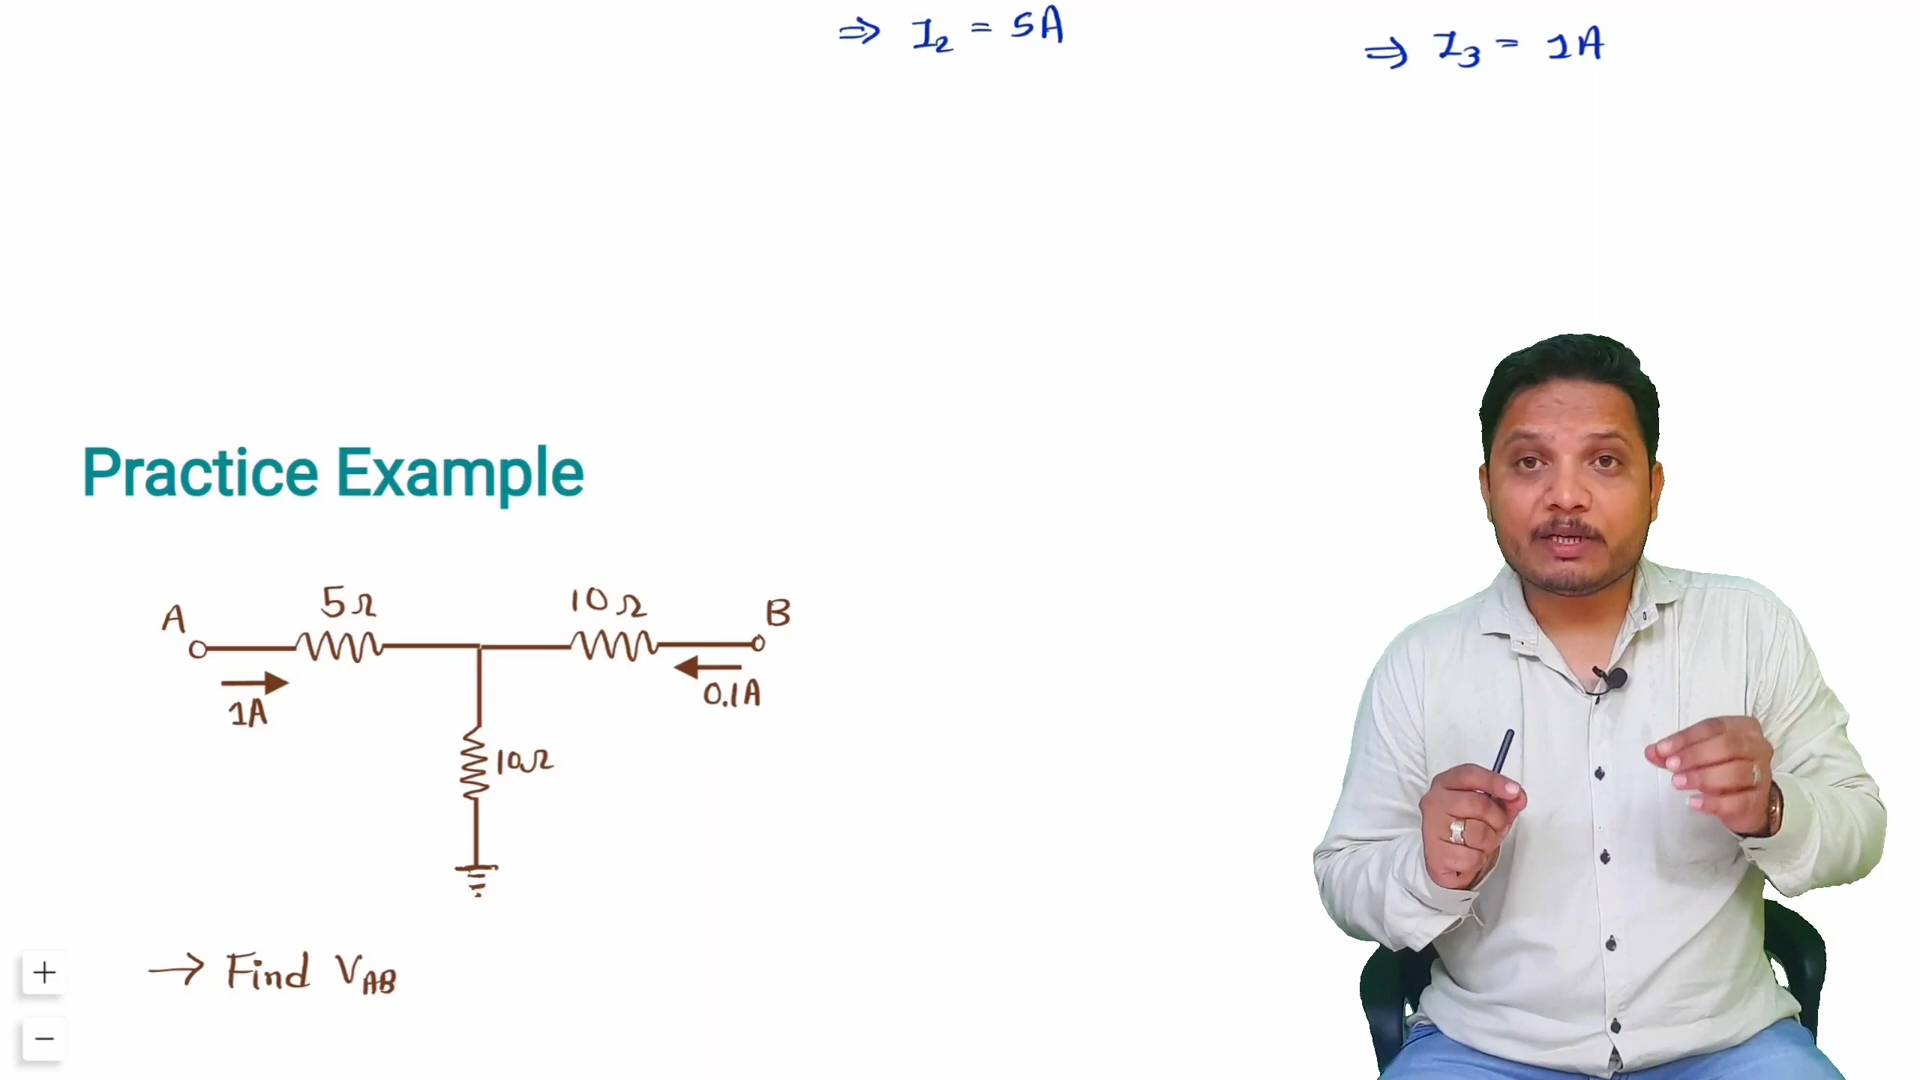 ⇒ I₂ = 5A
⇒ I₃ = 1A
Practice Example
A
5Ω
10Ω
B
1A
0.1A
10Ω
→ Find V_AB
+
−